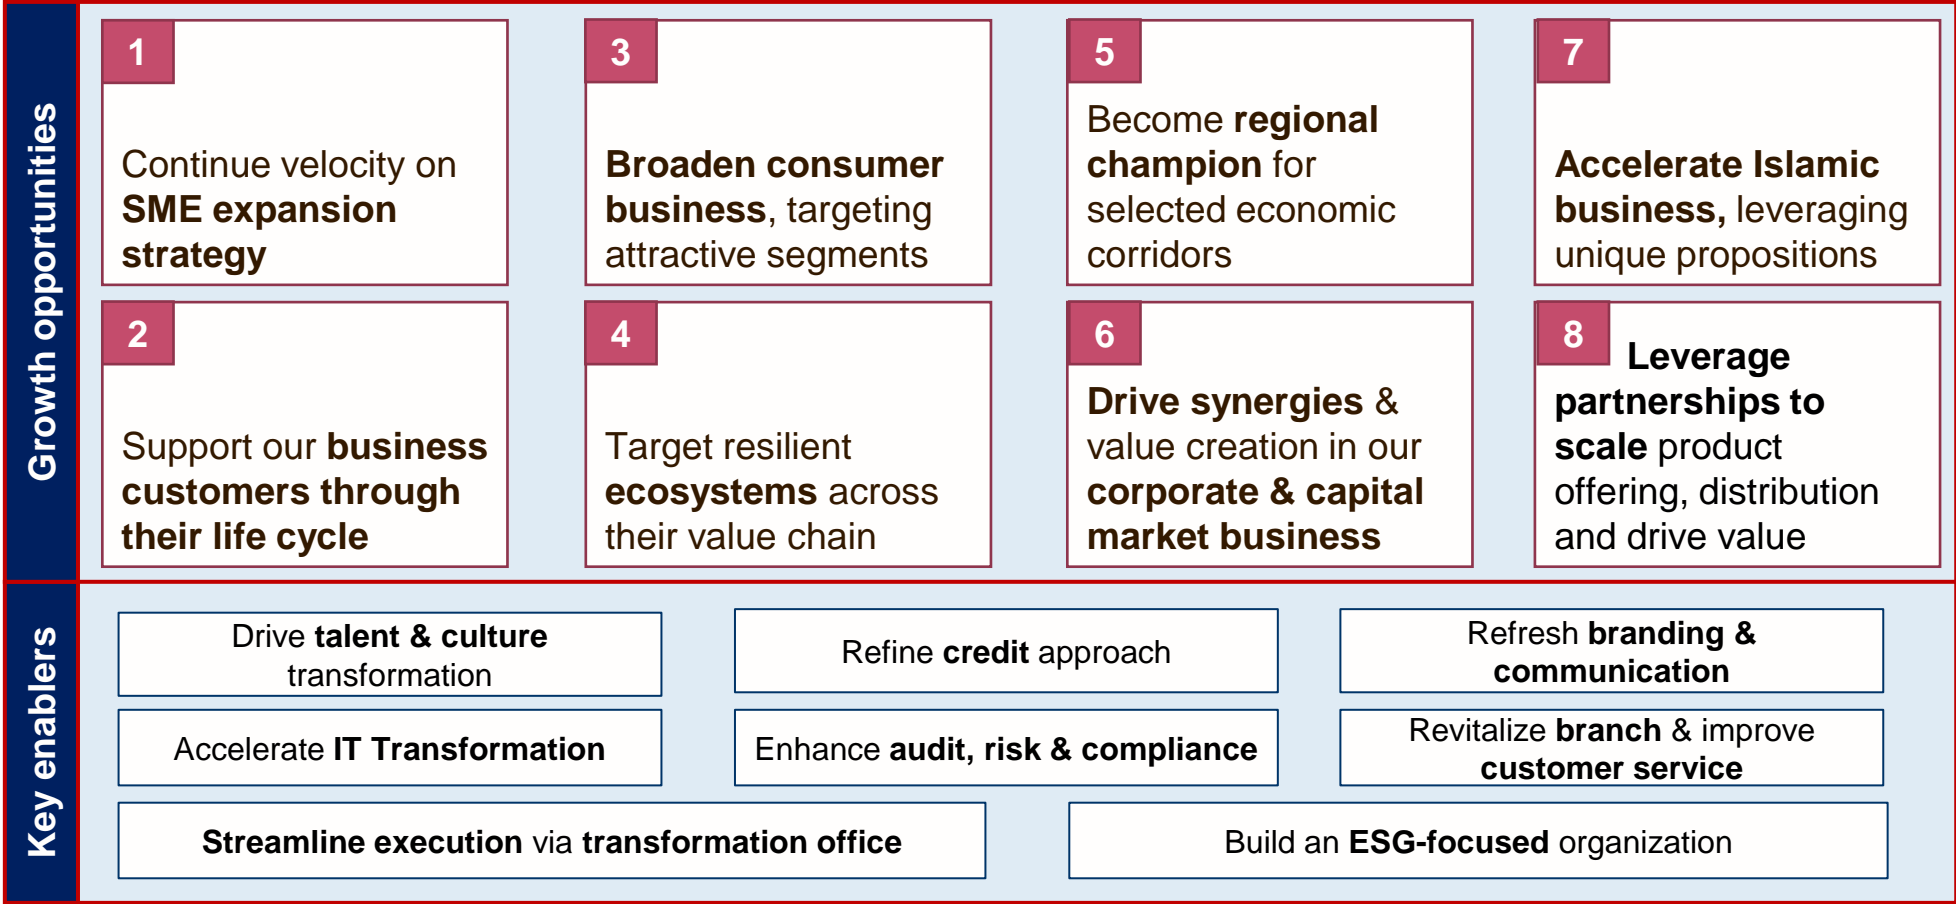 Growth opportunities
1
Continue velocity on
SME expansion
strategy
2
Support our business
customers through
their life cycle
3
Broaden consumer
business, targeting
attractive segments
4
Target resilient
ecosystems across
their value chain
5
Become regional
champion for
selected economic
corridors
6
Drive synergies &
value creation in our
corporate & capital
market business
7
Accelerate Islamic
business, leveraging
unique propositions
8
Leverage
partnerships to
scale product
offering, distribution
and drive value
Key enablers
Drive talent & culture
transformation
Refine credit approach
Refresh branding &
communication
Accelerate IT Transformation
Enhance audit, risk & compliance
Revitalize branch & improve
customer service
Streamline execution via transformation office
Build an ESG-focused organization